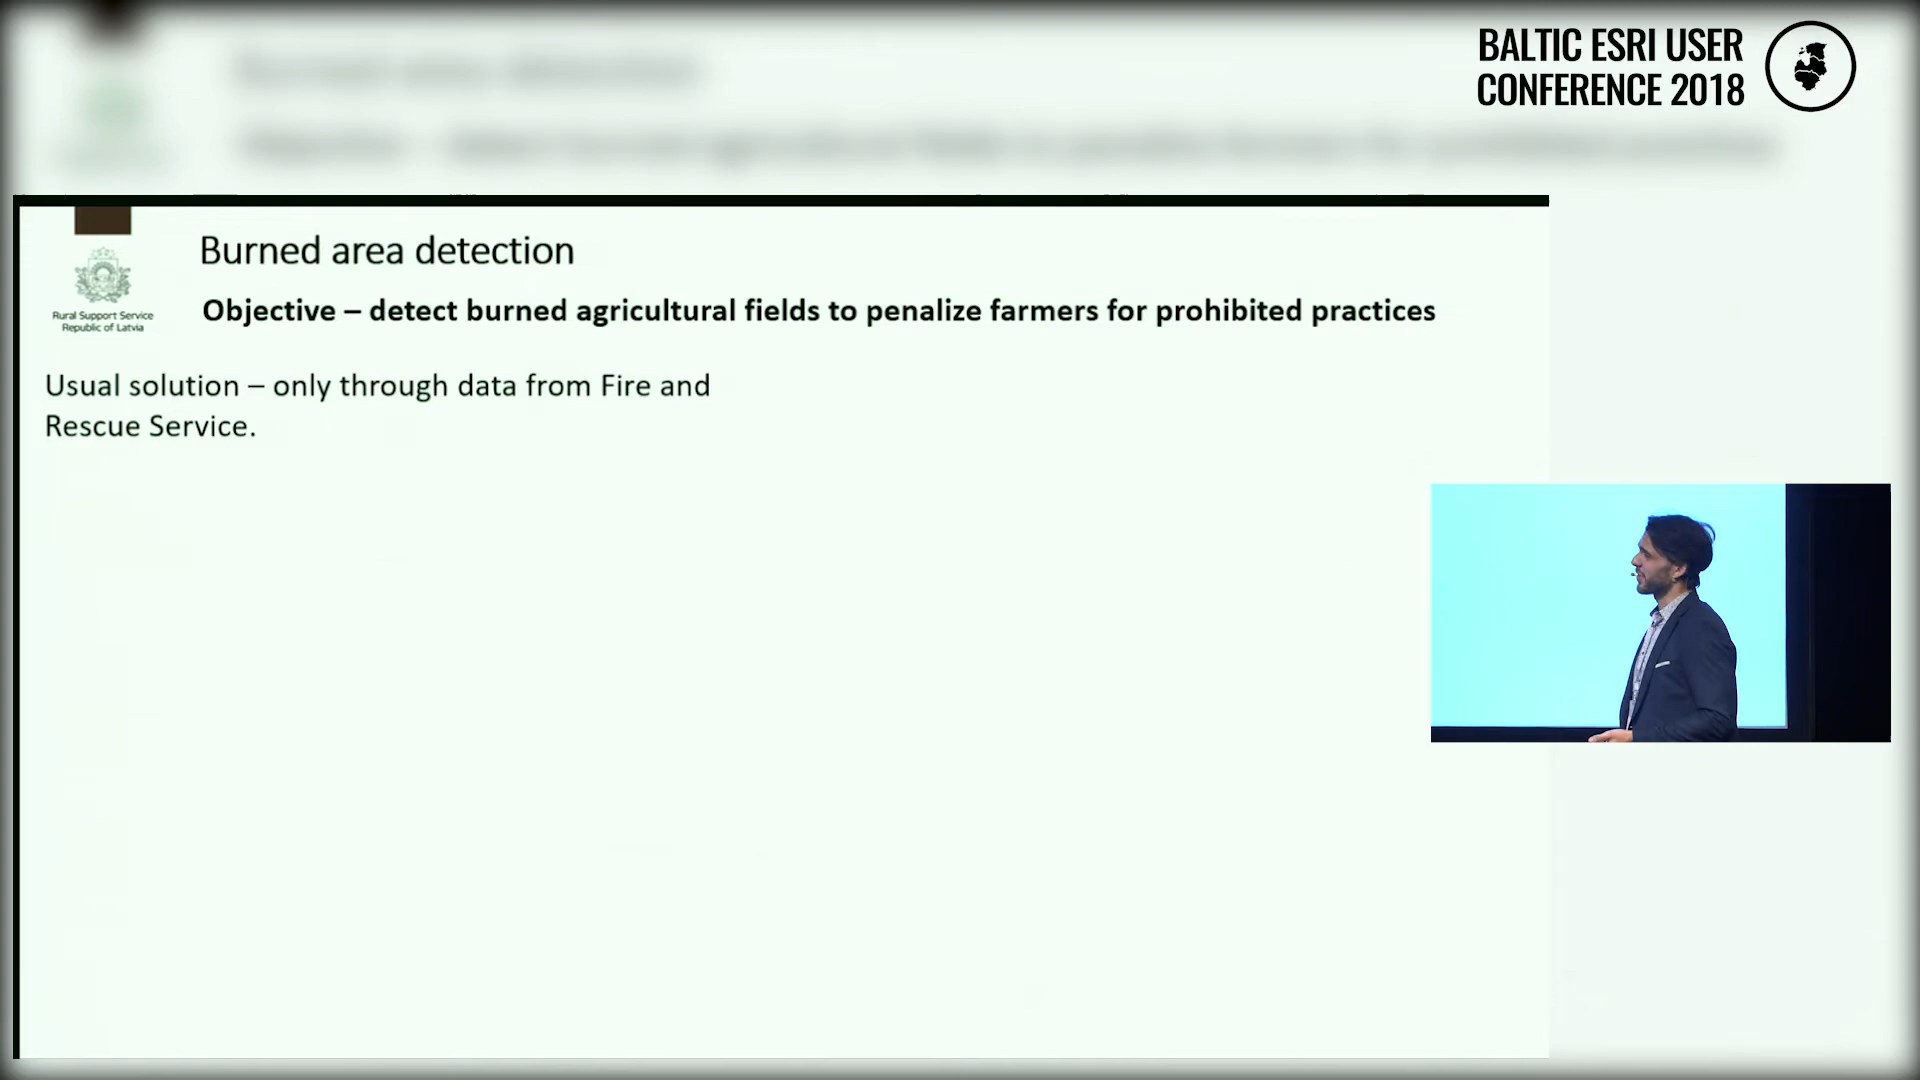 BALTIC ESRI USER
CONFERENCE 2018
Burned area detection
Rural Support Service
Republic of Latvia
Objective – detect burned agricultural fields to penalize farmers for prohibited practices
Usual solution – only through data from Fire and
Rescue Service.